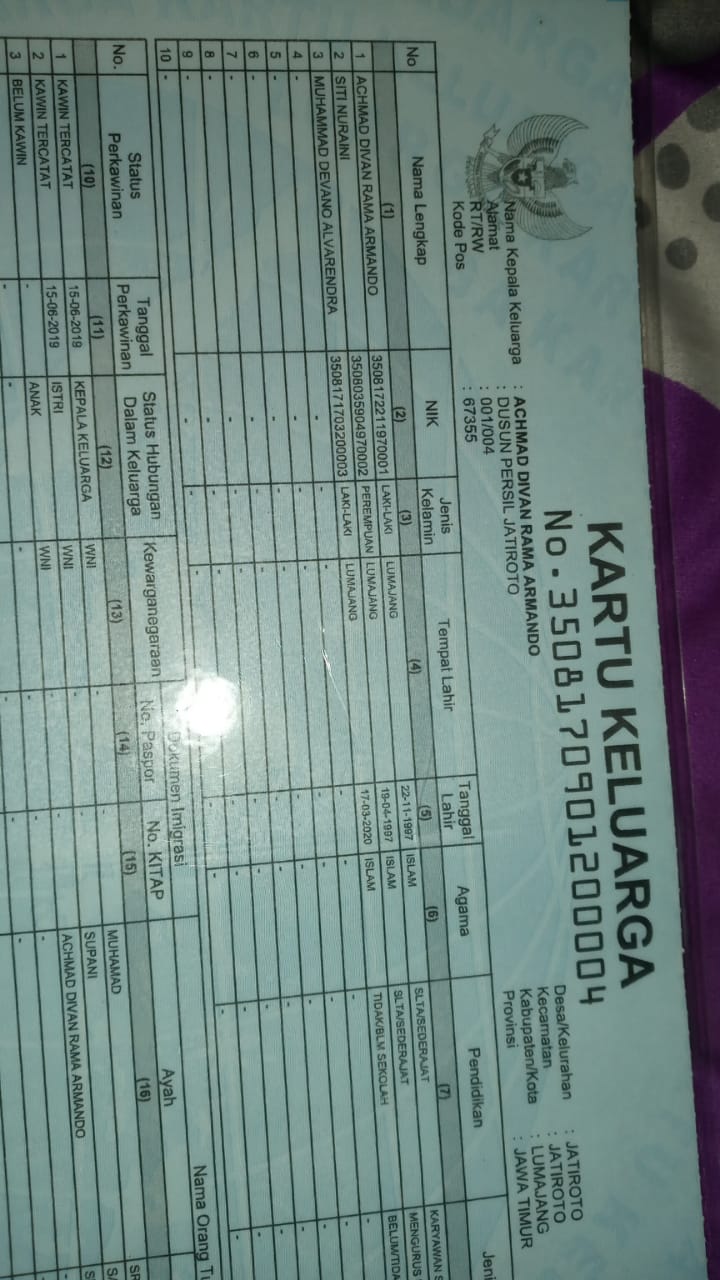 KARTU KELUARGA
No. 3508170901200004
Nama Kepala Keluarga : ACHMAD DIVAN RAMA ARMANDO
Alamat : DUSUN PERSIL JATIROTO
RT/RW : 001/004
Kode Pos : 67355
Desa/Kelurahan : JATIROTO
Kecamatan : JATIROTO
Kabupaten/Kota : LUMAJANG
Provinsi : JAWA TIMUR
No Nama Lengkap NIK Jenis Kelamin Tempat Lahir Tanggal Lahir Agama Pendidikan
(1) (2) (3) (4) (5) (6) (7)
1 ACHMAD DIVAN RAMA ARMANDO 3508172211970001 LAKI-LAKI LUMAJANG 22-11-1997 ISLAM SLTA/SEDERAJAT KARYAWAN
2 SITI NURAINI 3508035904970002 PEREMPUAN LUMAJANG 19-04-1997 ISLAM SLTA/SEDERAJAT MENGURUS
3 MUHAMMAD DEVANO ALVARENDRA 3508171703200003 LAKI-LAKI LUMAJANG 17-03-2020 ISLAM TIDAK/BLM SEKOLAH
4 - - - - - - - -
5 - - - - - - - -
6 - - - - - - - -
7 - - - - - - - -
8 - - - - - - - -
9 - - - - - - - -
10 - - - - - - - -
No. Status Perkawinan Tanggal Perkawinan Status Hubungan Dalam Keluarga Kewarganegaraan Dokumen Imigrasi Nama Orang
No. Paspor No. KITAP Ayah
(10) (11) (12) (13) (14) (15) (16)
1 KAWIN TERCATAT 15-06-2019 KEPALA KELUARGA WNI - - MUHAMAD
2 KAWIN TERCATAT 15-06-2019 ISTRI WNI - - SUPANI
3 BELUM KAWIN - ANAK WNI - - ACHMAD DIVAN RAMA ARMANDO